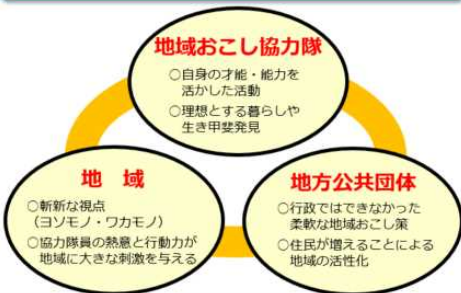 地域おこし協力隊
○自身の才能・能力を
活かした活動
○理想とする暮らしや
生き甲斐発見
地　域
○斬新な視点
（ヨソモノ・ワカモノ）
○協力隊員の熱意と行動力が
地域に大きな刺激を与える
地方公共団体
○行政ではできなかった
柔軟な地域おこし策
○住民が増えることによる
地域の活性化